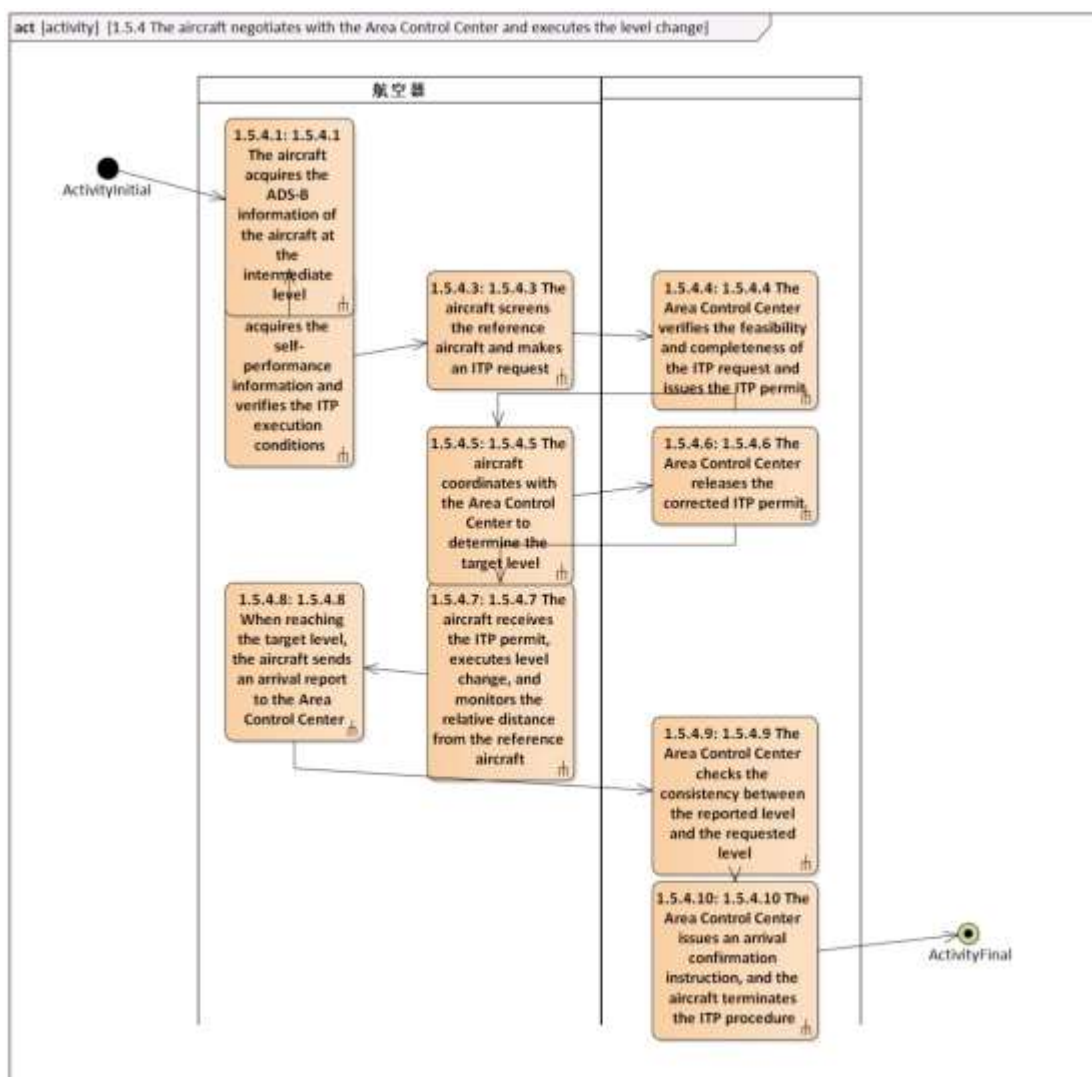 act [activity] [1.5.4 The aircraft negotiates with the Area Control Center and executes the level change]
航空器
ActivityInitial
1.5.4.1: 1.5.4.1
The aircraft
acquires the
ADS-B
information of
the aircraft at
the
intermediate
level
acquires the
self-
performance
information and
verifies the ITP
execution
conditions
1.5.4.3: 1.5.4.3 The
aircraft screens
the reference
aircraft and makes
an ITP request
1.5.4.4: 1.5.4.4 The
Area Control Center
verifies the feasibility
and completeness of
the ITP request and
issues the ITP permit
1.5.4.5: 1.5.4.5 The
aircraft
coordinates with
the Area Control
Center to
determine the
target level
1.5.4.6: 1.5.4.6 The
Area Control Center
releases the
corrected ITP permit
1.5.4.7: 1.5.4.7 The
aircraft receives
the ITP permit,
executes level
change, and
monitors the
relative distance
from the reference
aircraft
1.5.4.8: 1.5.4.8
When reaching
the target level,
the aircraft sends
an arrival report
to the Area
Control Center
1.5.4.9: 1.5.4.9 The
Area Control Center
checks the
consistency between
the reported level
and the requested
level
1.5.4.10: 1.5.4.10 The
Area Control Center
issues an arrival
confirmation
instruction, and the
aircraft terminates
the ITP procedure
ActivityFinal